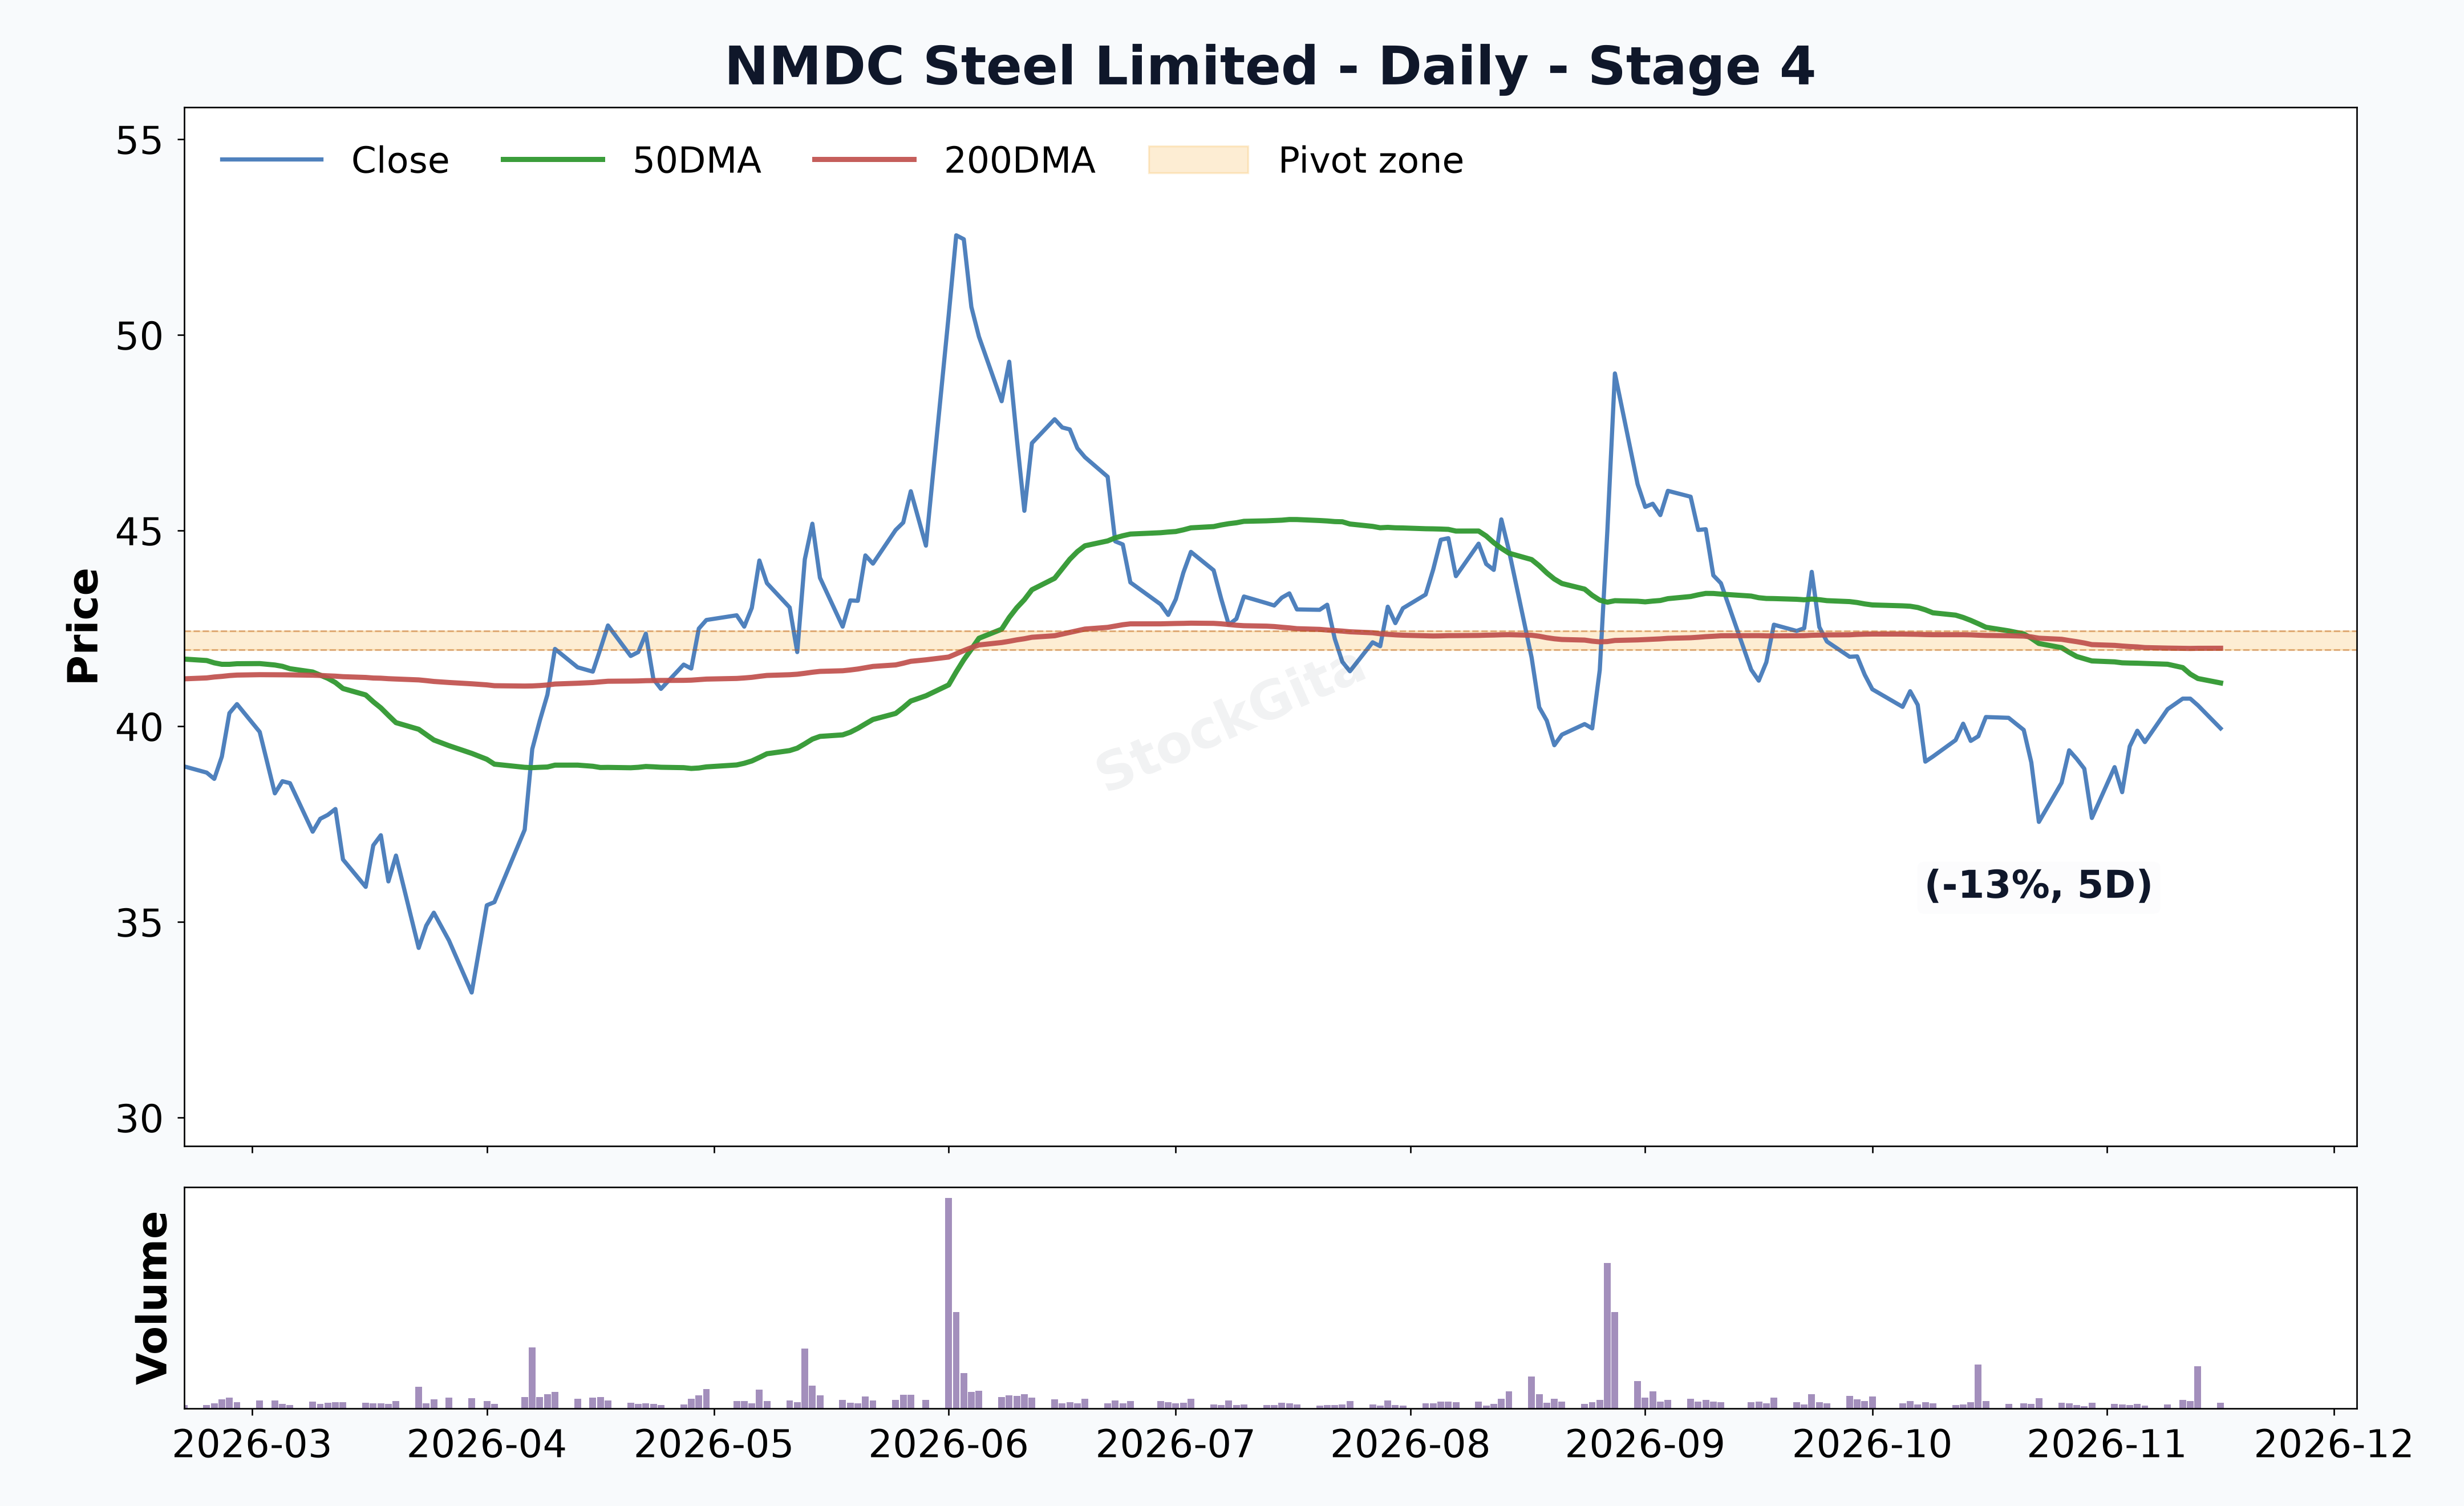 NMDC Steel Limited - Daily - Stage 4
Close 50DMA 200DMA Pivot zone
55
50
45
40
35
30
Price
StockGita
(-13%, 5D)
Volume
2026-03 2026-04 2026-05 2026-06 2026-07 2026-08 2026-09 2026-10 2026-11 2026-12